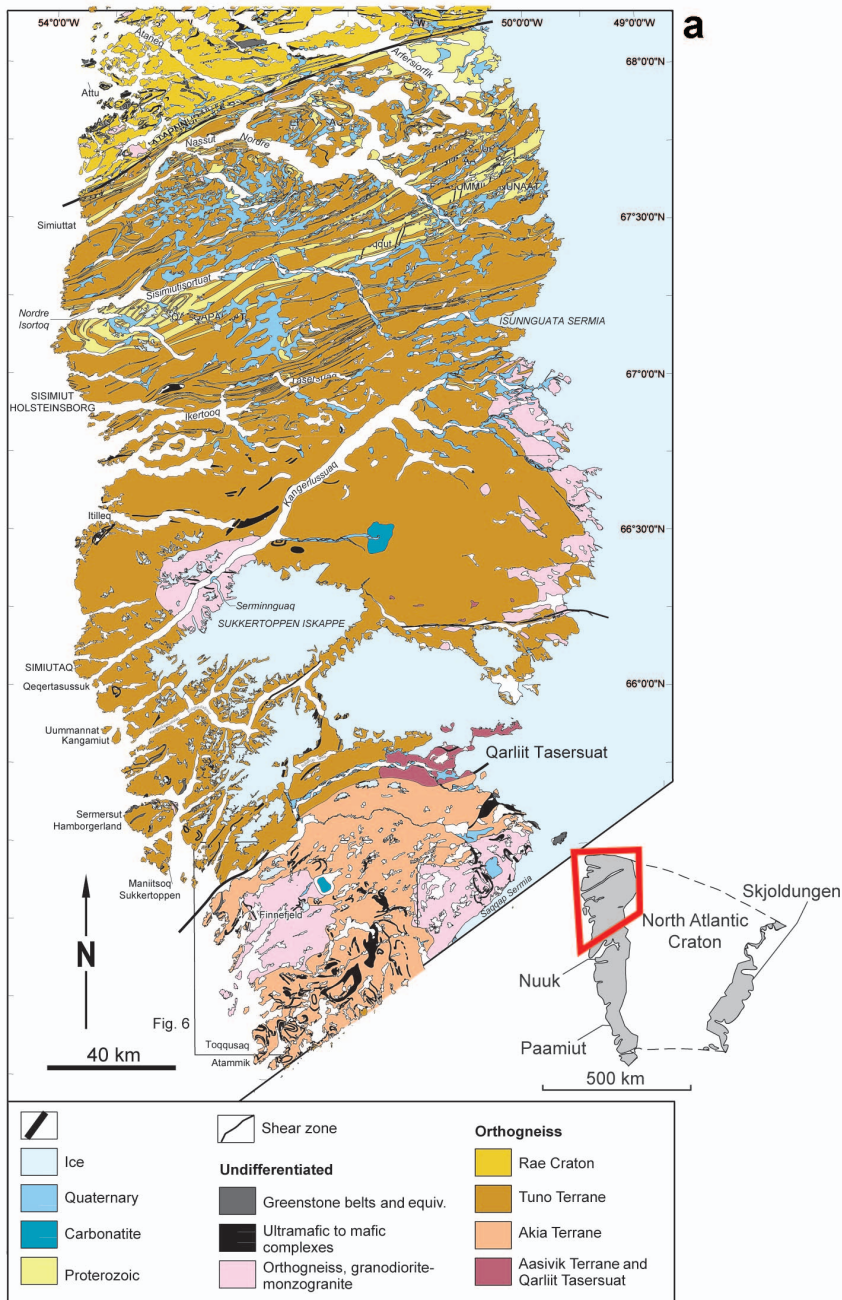 a
54°0'0"W
W
50°0'0"W
49°0'0"W
Ataneq
Arfersiorfik
68°0'0"N
Attu
Nordre
Nassut
67°30'0"N
Simiuttat
Sisimiutisortuat
Nordre
Isortoq
ISUNNGUATA SERMIA
67°0'0"N
Tasersuaq
SISIMIUT
HOLSTEINSBORG
Ikertooq
Kangerlussuaq
Itilleq
66°30'0"N
Serminnguaq
SUKKERTOPPEN ISKAPPE
SIMIUTAQ
Qeqertasussuk
66°0'0"N
Uummannat
Kangamiut
Qarliit Tasersuat
Sermersut
Hamborgerland
Maniitsoq
Sukkertoppen
Finnefjeld
Saqqap Sermia
N
Fig. 6
Toqqusaq
Atammik
40 km
Skjoldungen
North Atlantic
Craton
Nuuk
Paamiut
500 km
Ice
Quaternary
Carbonatite
Proterozoic
Shear zone
Undifferentiated
Greenstone belts and equiv.
Ultramafic to mafic
complexes
Orthogneiss, granodiorite-
monzogranite
Orthogneiss
Rae Craton
Tuno Terrane
Akia Terrane
Aasivik Terrane and
Qarliit Tasersuat